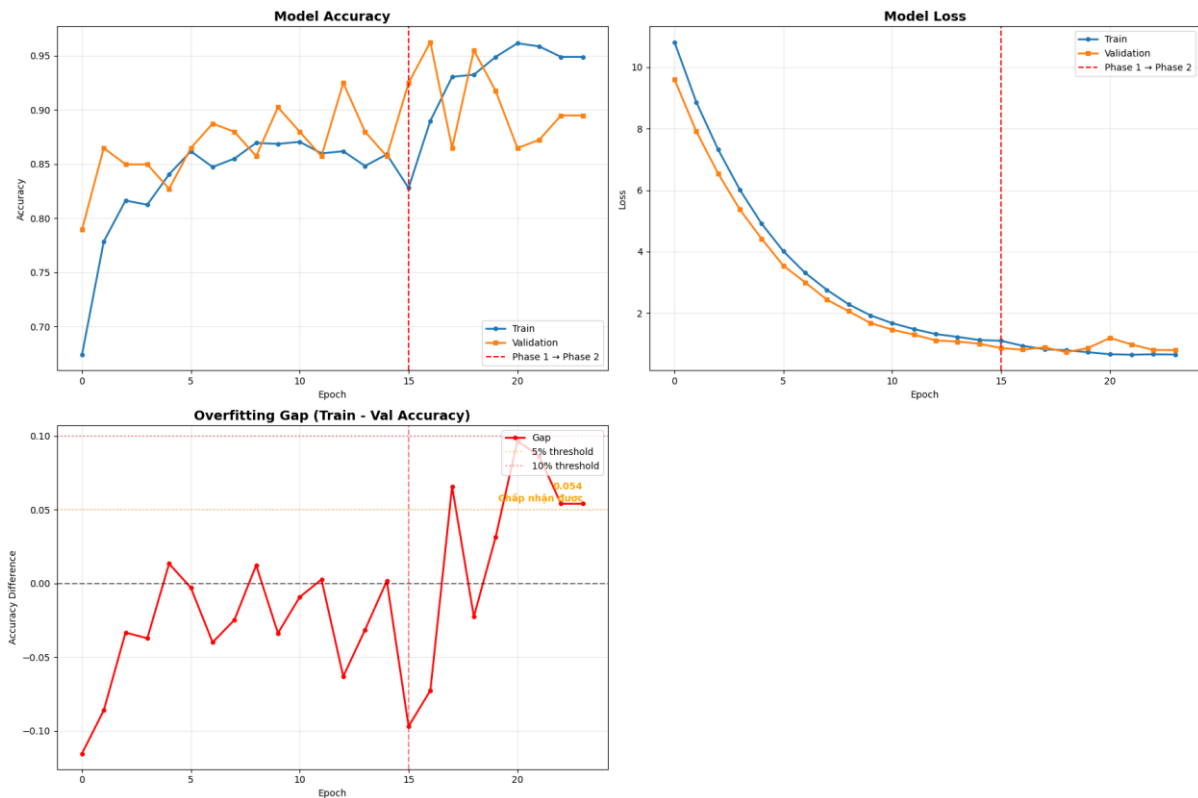 Model Accuracy
0.95
0.90
0.85
0.80
0.75
0.70
Accuracy
Train
Validation
Phase 1 → Phase 2
0
5
10
15
20
Epoch
Model Loss
10
8
6
4
2
Loss
Train
Validation
Phase 1 → Phase 2
0
5
10
15
20
Epoch
Overfitting Gap (Train - Val Accuracy)
0.10
0.05
0.00
−0.05
−0.10
Accuracy Difference
Gap
5% threshold
10% threshold
0.054
Chấp nhận được
0
5
10
15
20
Epoch